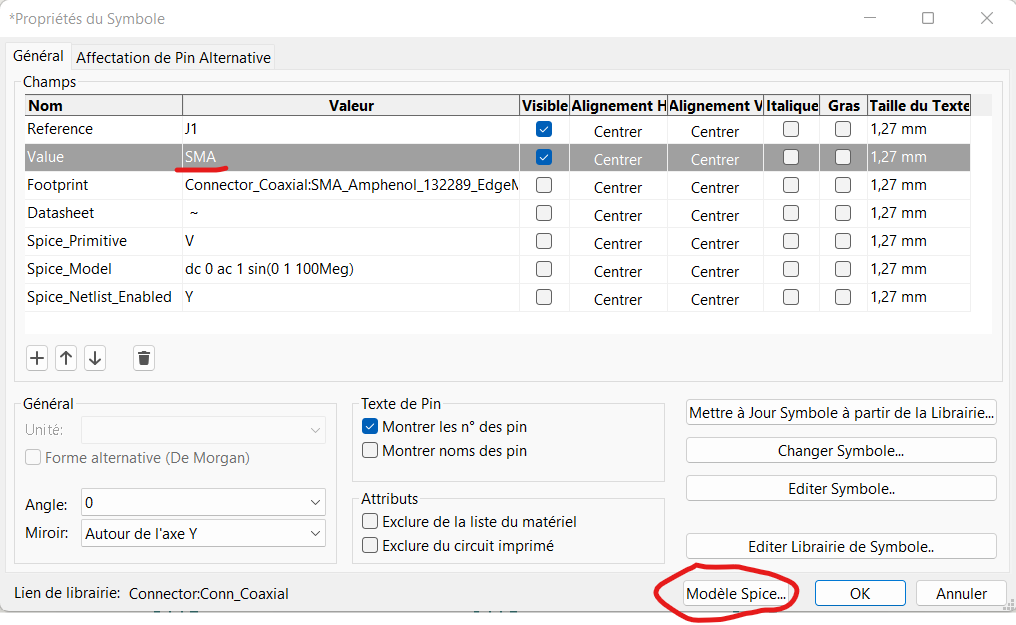 *Propriétés du Symbole
Général Affectation de Pin Alternative
Champs
Nom Valeur Visible Alignement H Alignement V Italique Gras Taille du Texte
Reference J1 Centrer Centrer 1,27 mm
Value SMA Centrer Centrer 1,27 mm
Footprint Connector_Coaxial:SMA_Amphenol_132289_EdgeM Centrer Centrer 1,27 mm
Datasheet ~ Centrer Centrer 1,27 mm
Spice_Primitive V Centrer Centrer 1,27 mm
Spice_Model dc 0 ac 1 sin(0 1 100Meg) Centrer Centrer 1,27 mm
Spice_Netlist_Enabled Y Centrer Centrer 1,27 mm
Général
Unité:
Forme alternative (De Morgan)
Angle: 0
Miroir: Autour de l'axe Y
Texte de Pin
Montrer les n° des pin
Montrer noms des pin
Attributs
Exclure de la liste du matériel
Exclure du circuit imprimé
Mettre à Jour Symbole à partir de la Librairie...
Changer Symbole...
Editer Symbole..
Editer Librairie de Symbole..
Lien de librairie: Connector:Conn_Coaxial
Modèle Spice... OK Annuler